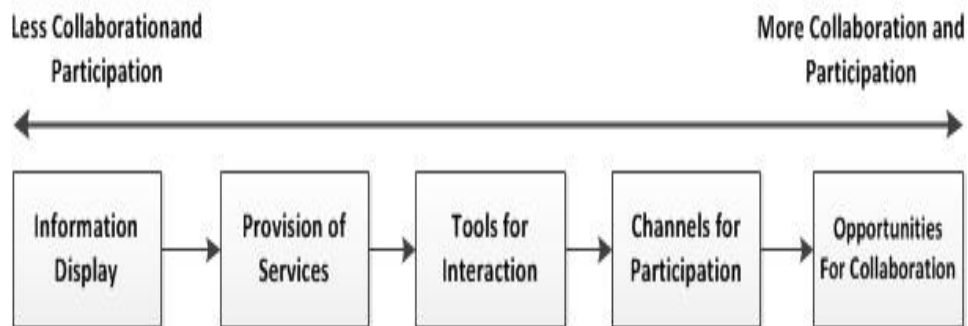 Less Collaborationand
Participation
More Collaboration and
Participation
Information
Display
Provision of
Services
Tools for
Interaction
Channels for
Participation
Opportunities
For Collaboration